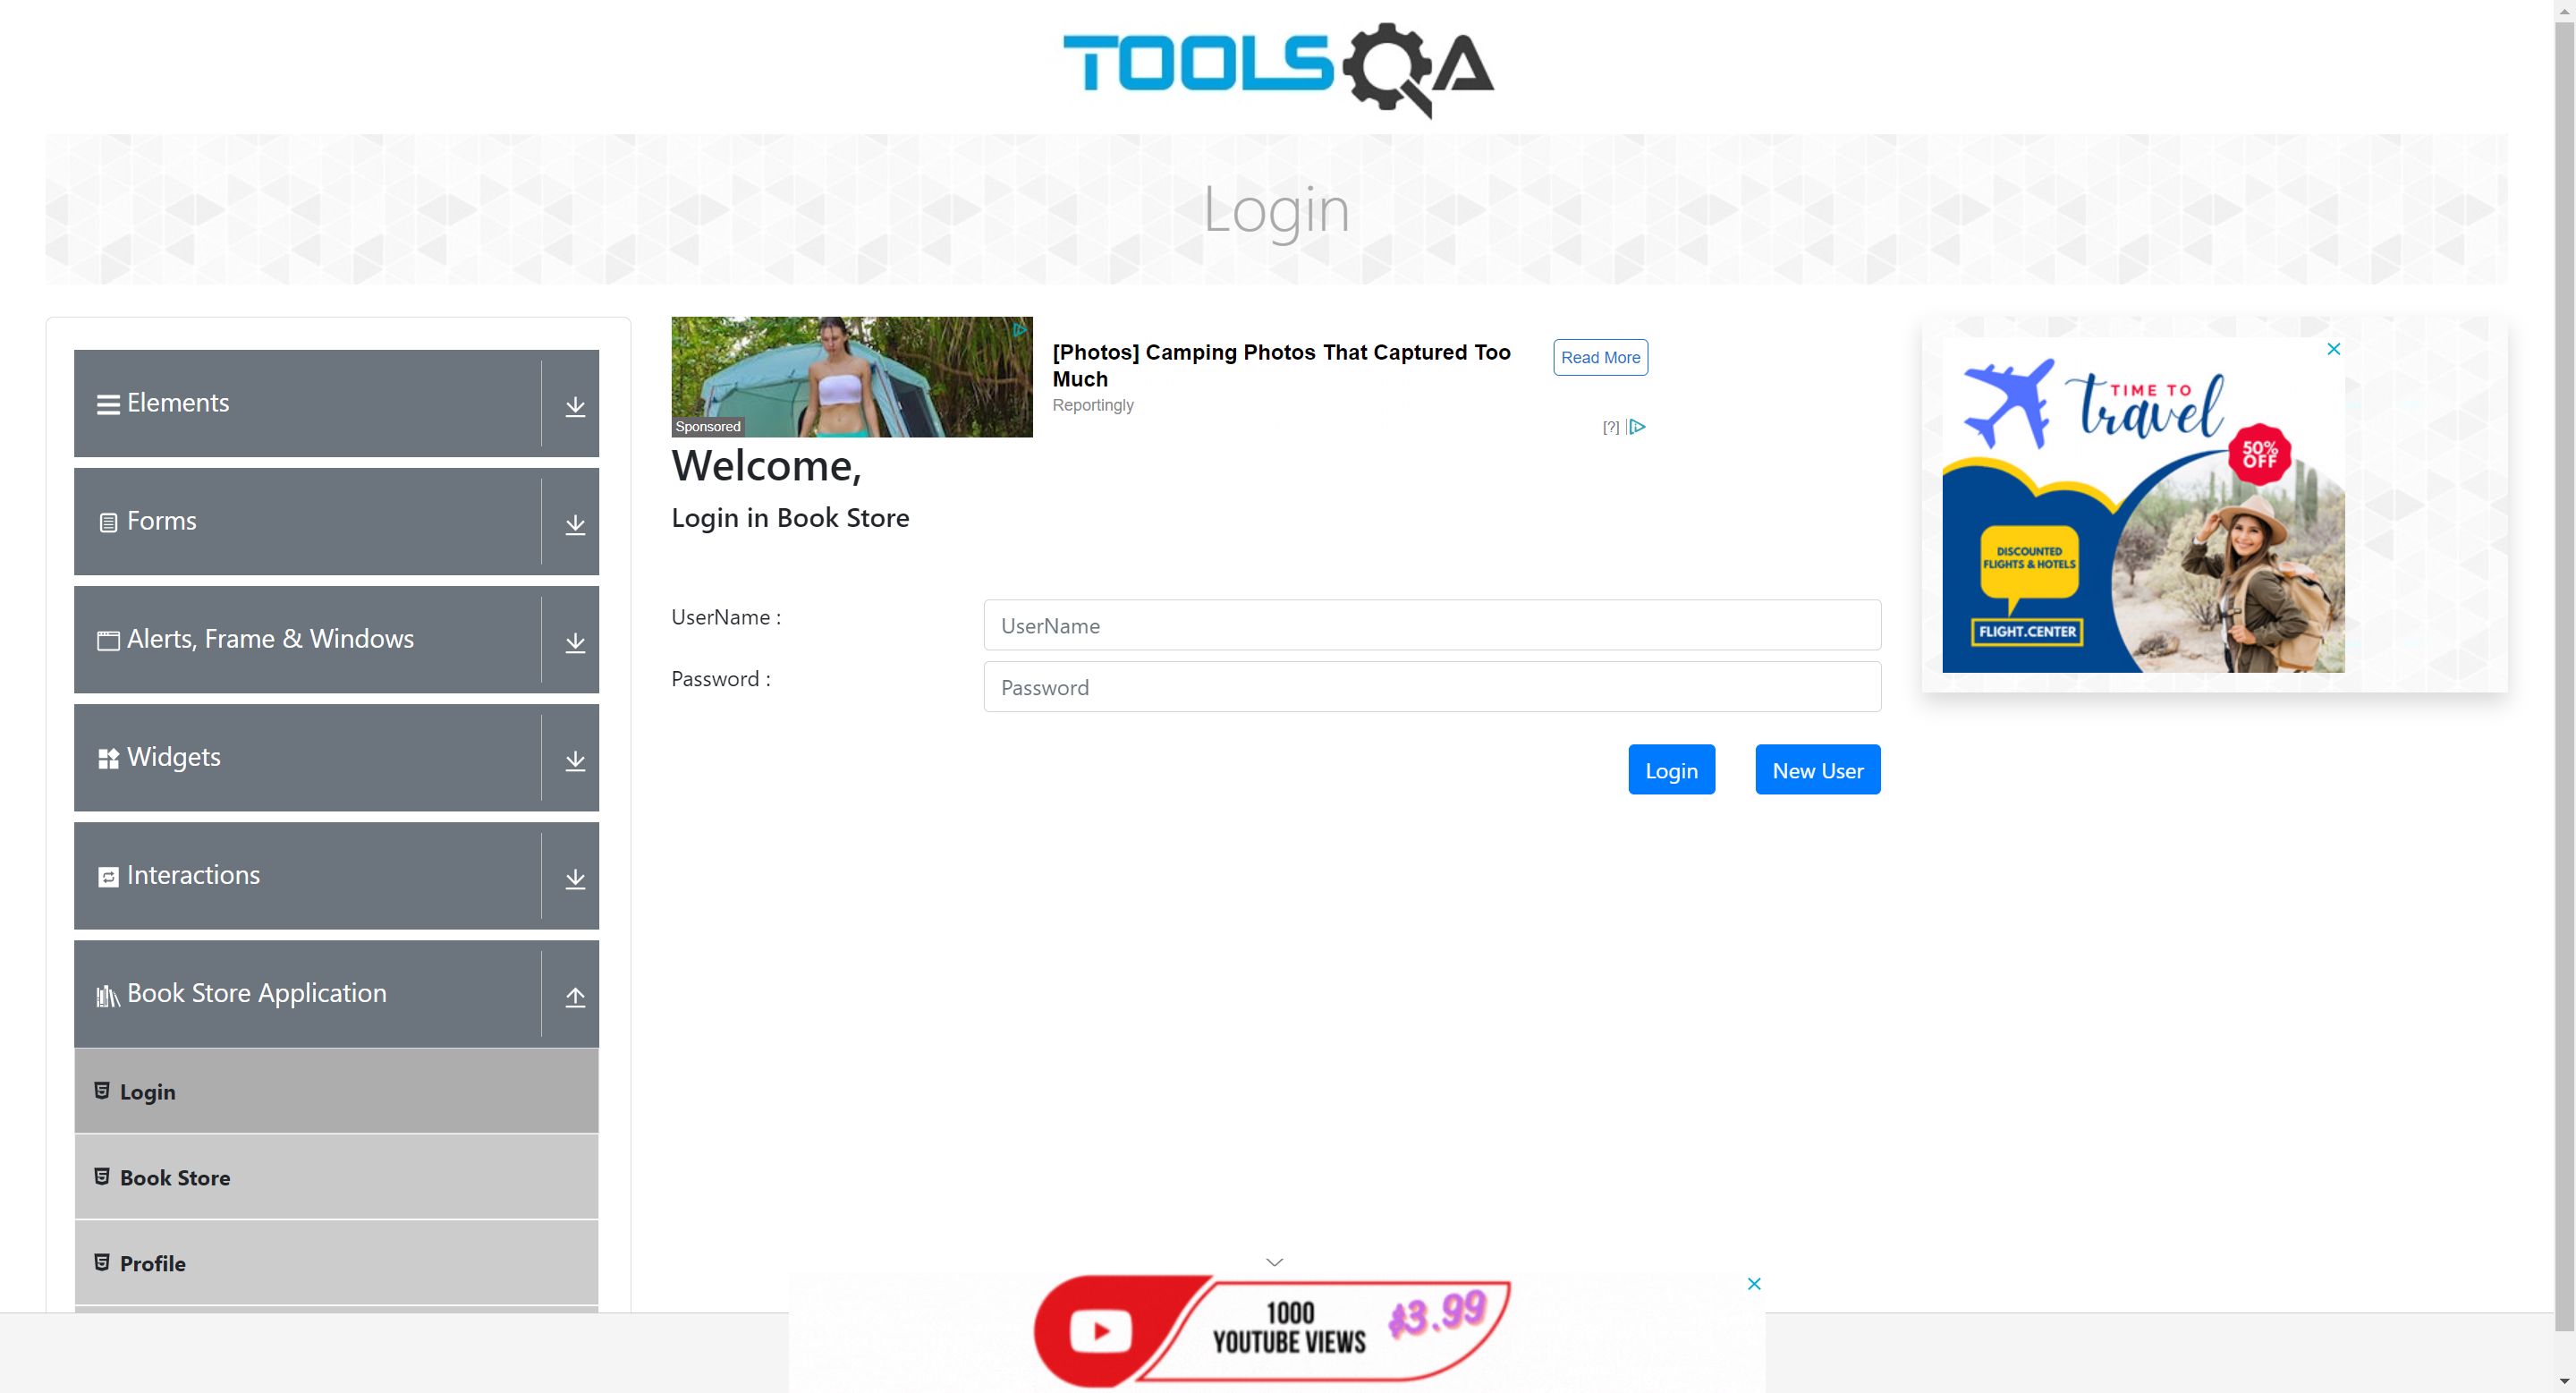 TOOLSQA
Login
Elements
Forms
Alerts, Frame & Windows
Widgets
Interactions
Book Store Application
Login
Book Store
Profile
Sponsored
[Photos] Camping Photos That Captured Too
Much
Reportingly
Read More
[?]
Welcome,
Login in Book Store
UserName :
UserName
Password :
Password
Login
New User
TIME TO
travel
50%
OFF
DISCOUNTED
FLIGHTS & HOTELS
FLIGHT.CENTER
1000
YOUTUBE VIEWS
$3.99